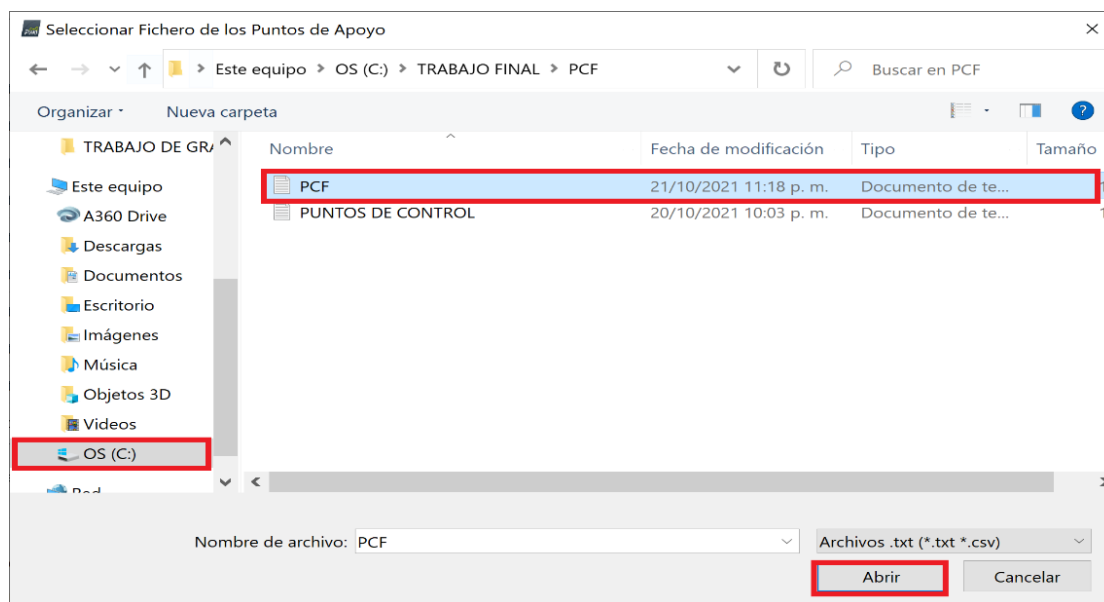 Seleccionar Fichero de los Puntos de Apoyo
Este equipo > OS (C:) > TRABAJO FINAL > PCF
Buscar en PCF
Organizar
Nueva carpeta
Nombre Fecha de modificación Tipo Tamaño
PCF 21/10/2021 11:18 p. m. Documento de te...
PUNTOS DE CONTROL 20/10/2021 10:03 p. m. Documento de te...
TRABAJO DE GRA
Este equipo
A360 Drive
Descargas
Documentos
Escritorio
Imágenes
Música
Objetos 3D
Videos
OS (C:)
Red
Nombre de archivo: PCF
Archivos .txt (*.txt *.csv)
Abrir Cancelar